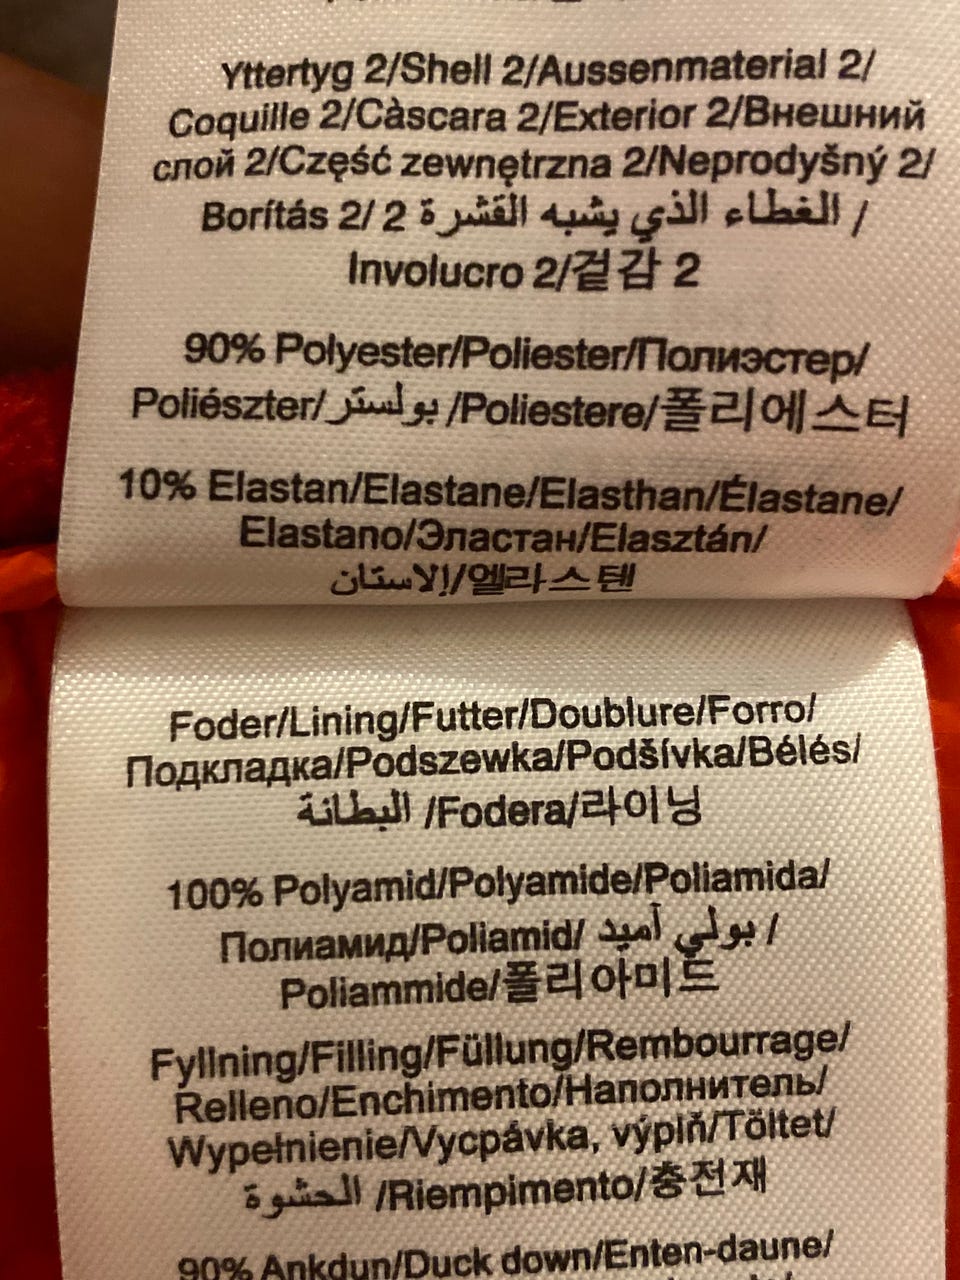 Yttertyg 2/Shell 2/Aussenmaterial 2/
Coquille 2/Càscara 2/Exterior 2/Внешний
слой 2/Część zewnętrzna 2/Neprodyšný 2/
Borítás 2/ 2 الغطاء الذي يشبه القشرة /
Involucro 2/겉감 2
90% Polyester/Poliester/Полиэстер/
Poliészter/بولستر /Poliestere/폴리에스터
10% Elastan/Elastane/Elasthan/Élastane/
Elastano/Эластан/Elasztán/
إلاستان/엘라스텐
Foder/Lining/Futter/Doublure/Forro/
Подкладка/Podszewka/Podšívka/Bélés/
البطانة /Fodera/라이닝
100% Polyamid/Polyamide/Poliamida/
Полиамид/Poliamid/ بولي آميد /
Poliammide/폴리아미드
Fyllning/Filling/Füllung/Rembourrage/
Relleno/Enchimento/Наполнитель/
Wypełnienie/Vycpávka, výplň/Töltet/
الحشوة /Riempimento/충전재
90% Ankdun/Duck down/Enten-daune/